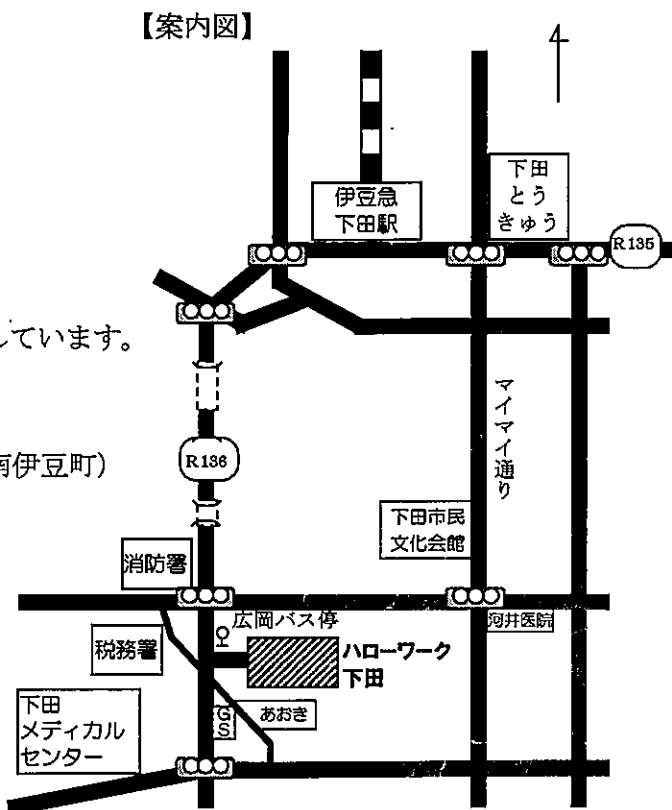 【案内図】
伊豆急
下田駅
下田
とう
きゅう
R135
しています。
マイマイ通り
南伊豆町)
R136
下田市民
文化会館
消防署
広岡バス停
河井医院
税務署
ハローワーク
下田
下田
メディカル
センター
GS
あおき